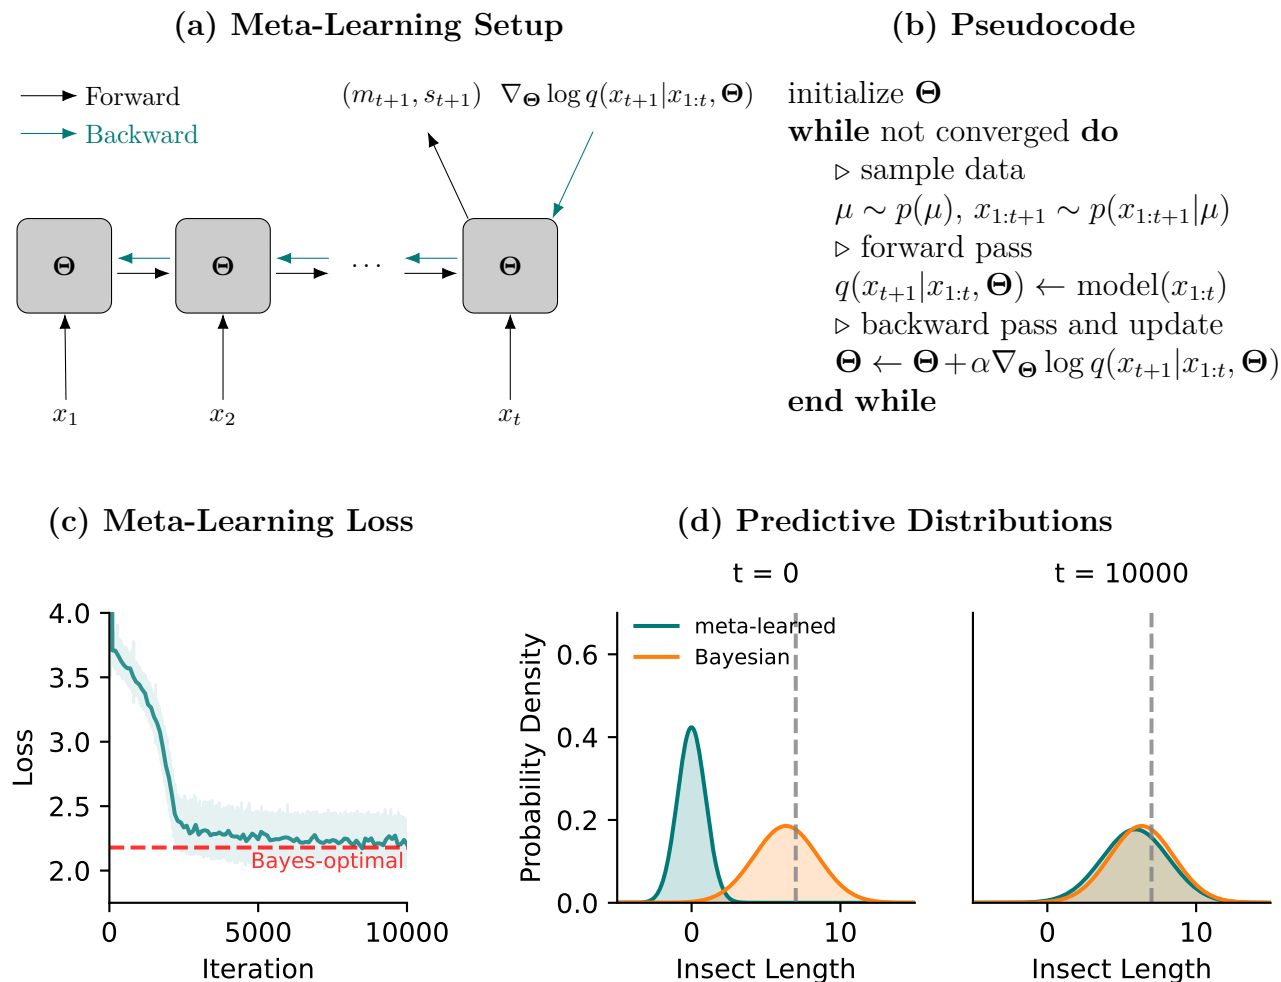 (a) Meta-Learning Setup
Forward
Backward
(m_{t+1}, s_{t+1})
∇_Θ log q(x_{t+1}|x_{1:t}, Θ)
Θ
Θ
···
Θ
x_1
x_2
x_t
(b) Pseudocode
initialize Θ
while not converged do
▷ sample data
μ ∼ p(μ), x_{1:t+1} ∼ p(x_{1:t+1}|μ)
▷ forward pass
q(x_{t+1}|x_{1:t}, Θ) ← model(x_{1:t})
▷ backward pass and update
Θ ← Θ + α∇_Θ log q(x_{t+1}|x_{1:t}, Θ)
end while
(c) Meta-Learning Loss
Loss
4.0
3.5
3.0
2.5
2.0
Bayes-optimal
0
5000
10000
Iteration
(d) Predictive Distributions
t = 0
Probability Density
0.6
0.4
0.2
0.0
meta-learned
Bayesian
0
10
Insect Length
t = 10000
0
10
Insect Length